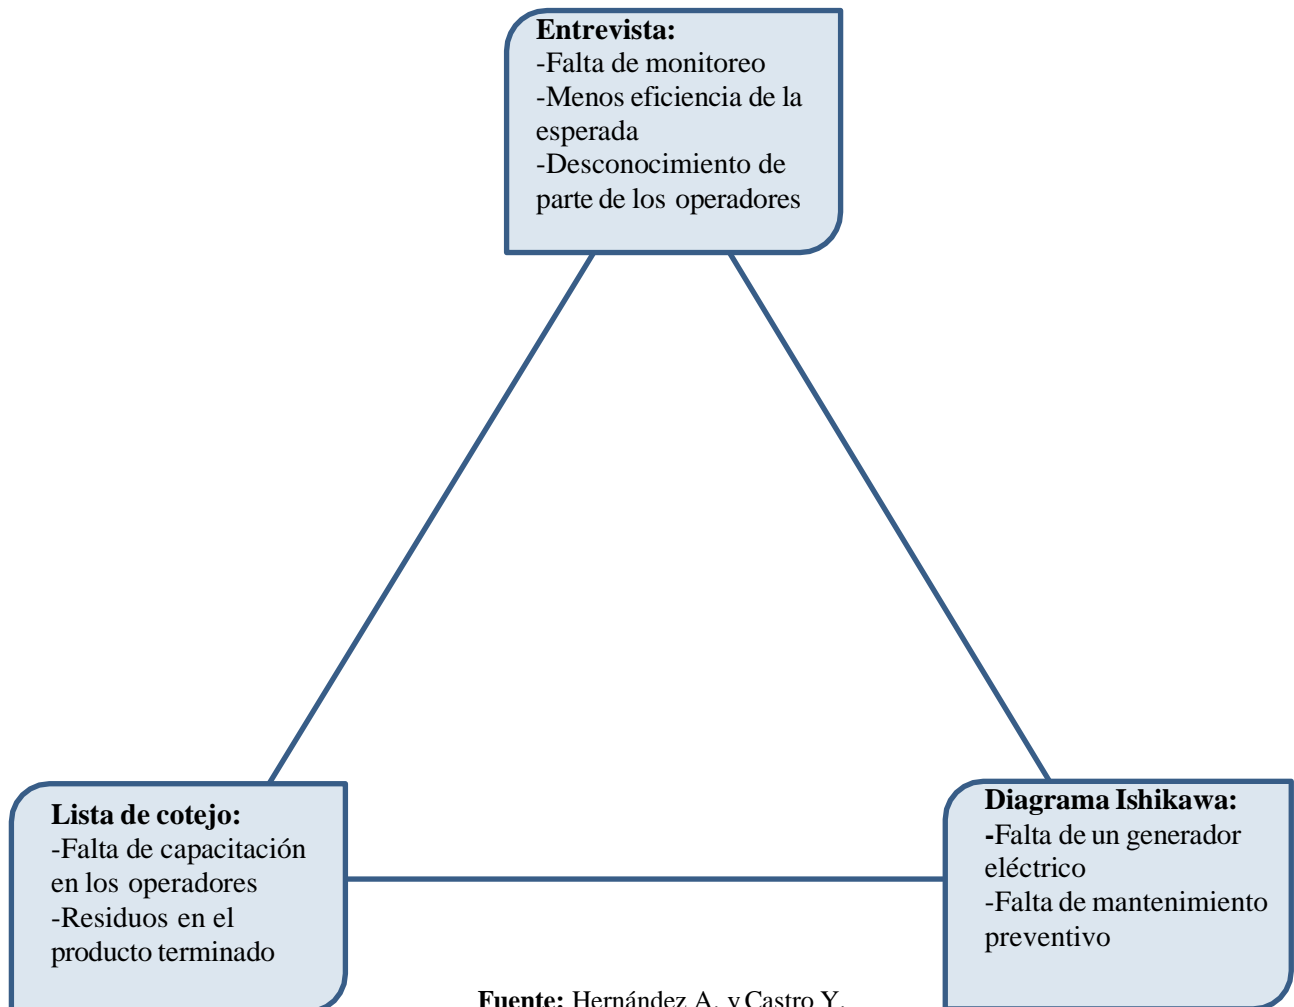 Entrevista:
-Falta de monitoreo
-Menos eficiencia de la
esperada
-Desconocimiento de
parte de los operadores
Lista de cotejo:
-Falta de capacitación
en los operadores
-Residuos en el
producto terminado
Diagrama Ishikawa:
-Falta de un generador
eléctrico
-Falta de mantenimiento
preventivo
Fuente: Hernández A. y Castro Y.